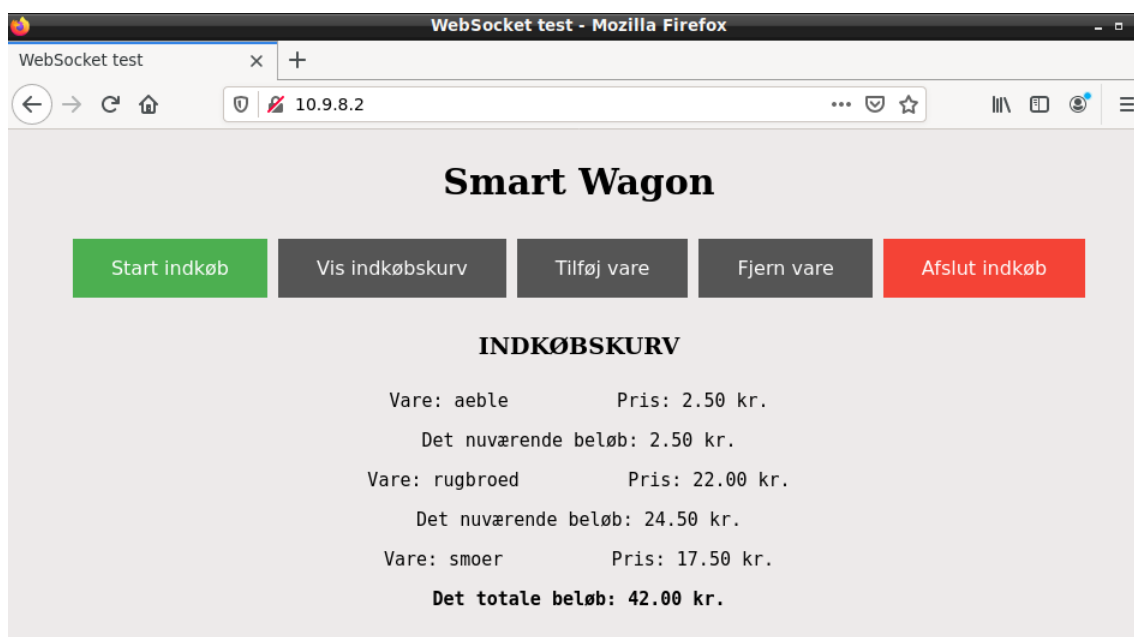 WebSocket test - Mozilla Firefox
WebSocket test
10.9.8.2
Smart Wagon
Start indkøb Vis indkøbskurv Tilføj vare Fjern vare Afslut indkøb
INDKØBSKURV
Vare: aeble Pris: 2.50 kr.
Det nuværende beløb: 2.50 kr.
Vare: rugbroed Pris: 22.00 kr.
Det nuværende beløb: 24.50 kr.
Vare: smoer Pris: 17.50 kr.
Det totale beløb: 42.00 kr.